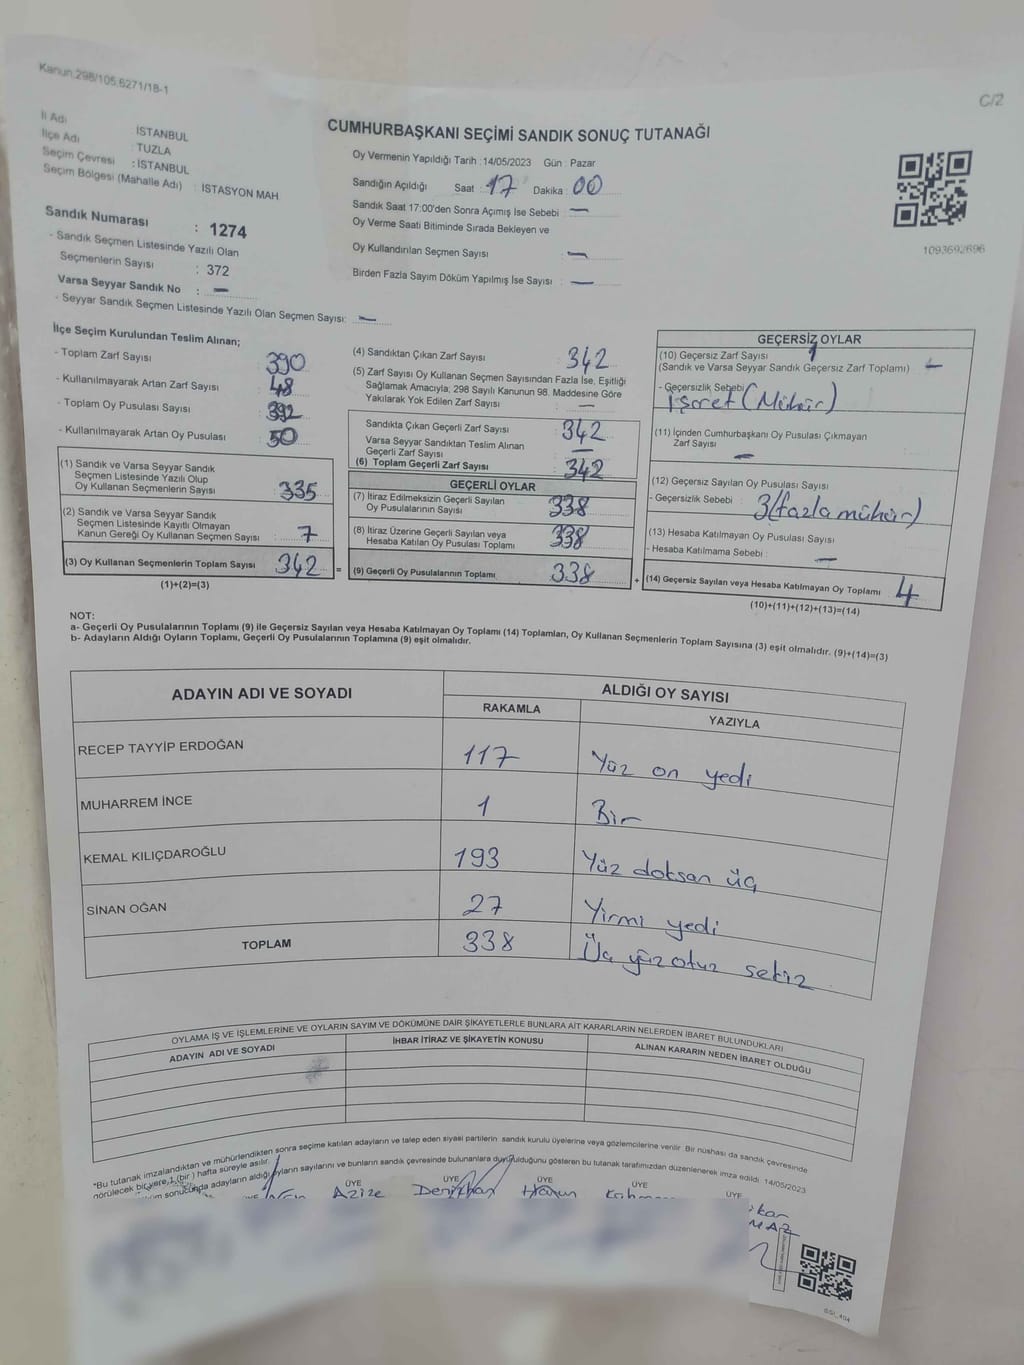 Kanun.298/105.6271/18-1
C/2
İl Adı : İSTANBUL
İlçe Adı : TUZLA
Seçim Çevresi : İSTANBUL
Seçim Bölgesi (Mahalle Adı) : İSTASYON MAH.
CUMHURBAŞKANI SEÇİMİ SANDIK SONUÇ TUTANAĞI
Oy Vermenin Yapıldığı Tarih : 14/05/2023 Gün : Pazar
Sandığın Açıldığı Saat : 17 Dakika : 00
Sandık Saat 17:00'den Sonra Açımış İse Sebebi : —
Oy Verme Saati Bitiminde Sırada Bekleyen ve
Oy Kullandırılan Seçmen Sayısı : —
Birden Fazla Sayım Döküm Yapılmış İse Sayısı : —
1093692696
Sandık Numarası : 1274
- Sandık Seçmen Listesinde Yazılı Olan
Seçmenlerin Sayısı : 372
Varsa Seyyar Sandık No : —
- Seyyar Sandık Seçmen Listesinde Yazılı Olan Seçmen Sayısı: —
İlçe Seçim Kurulundan Teslim Alınan;
- Toplam Zarf Sayısı : 390
- Kullanılmayarak Artan Zarf Sayısı : 48
- Toplam Oy Pusulası Sayısı : 392
- Kullanılmayarak Artan Oy Pusulası : 50
(1) Sandık ve Varsa Seyyar Sandık
Seçmen Listesinde Yazılı Olup
Oy Kullanan Seçmenlerin Sayısı : 335
(2) Sandık ve Varsa Seyyar Sandık
Seçmen Listesinde Kayıtlı Olmayan
Kanun Gereği Oy Kullanan Seçmen Sayısı : 7
(3) Oy Kullanan Seçmenlerin Toplam Sayısı : 342 =
(1)+(2)=(3)
(4) Sandıktan Çıkan Zarf Sayısı : 342
(5) Zarf Sayısı Oy Kullanan Seçmen Sayısından Fazla İse, Eşitliği
Sağlamak Amacıyla, 298 Sayılı Kanunun 98. Maddesine Göre
Yakılarak Yok Edilen Zarf Sayısı : —
Sandıkta Çıkan Geçerli Zarf Sayısı : 342
Varsa Seyyar Sandıktan Teslim Alınan
Geçerli Zarf Sayısı : —
(6) Toplam Geçerli Zarf Sayısı : 342
GEÇERLİ OYLAR
(7) İtiraz Edilmeksizin Geçerli Sayılan
Oy Pusulalarının Sayısı : 338
(8) İtiraz Üzerine Geçerli Sayılan veya
Hesaba Katılan Oy Pusulası Toplamı : 338
(9) Geçerli Oy Pusulalarının Toplamı : 338 +
GEÇERSİZ OYLAR
(10) Geçersiz Zarf Sayısı 1
(Sandık ve Varsa Seyyar Sandık Geçersiz Zarf Toplamı) : —
- Geçersizlik Sebebi :
işaret (Mühür)
(11) İçinden Cumhurbaşkanı Oy Pusulası Çıkmayan
Zarf Sayısı : —
(12) Geçersiz Sayılan Oy Pusulası Sayısı :
- Geçersizlik Sebebi : 3 (fazla mühür)
(13) Hesaba Katılmayan Oy Pusulası Sayısı :
- Hesaba Katılmama Sebebi : —
(14) Geçersiz Sayılan veya Hesaba Katılmayan Oy Toplamı : 4
(10)+(11)+(12)+(13)=(14)
NOT:
a- Geçerli Oy Pusulalarının Toplamı (9) ile Geçersiz Sayılan veya Hesaba Katılmayan Oy Toplamı (14) Toplamları, Oy Kullanan Seçmenlerin Toplam Sayısına (3) eşit olmalıdır. (9)+(14)=(3)
b- Adayların Aldığı Oyların Toplamı, Geçerli Oy Pusulalarının Toplamına (9) eşit olmalıdır.
ADAYIN ADI VE SOYADI ALDIĞI OY SAYISI
RAKAMLA YAZIYLA
RECEP TAYYİP ERDOĞAN 117 Yüz on yedi
MUHARREM İNCE 1 Bir
KEMAL KILIÇDAROĞLU 193 Yüz doksan üç
SİNAN OĞAN 27 Yirmi yedi
TOPLAM 338 Üç yüz otuz sekiz
OYLAMA İŞ VE İŞLEMLERİNE VE OYLARIN SAYIM VE DÖKÜMÜNE DAİR ŞİKAYETLERLE BUNLARA AİT KARARLARIN NELERDEN İBARET BULUNDUKLARI
ADAYIN ADI VE SOYADI İHBAR İTİRAZ VE ŞİKAYETİN KONUSU ALINAN KARARIN NEDEN İBARET OLDUĞU
*Bu tutanak imzalandıktan ve mühürlendikten sonra seçime katılan adayların ve talep eden siyasi partilerin sandık kurulu üyelerine veya gözlemcilerine verilir. Bir nüshası da sandık çevresinde
görülecek bir yere 1 (bir) hafta süreyle asılır.
sonucunda adayların aldığı oyların sayılarını ve bunların sandık çevresinde bulunanlara duyurulduğunu gösteren bu tutanak tarafımızdan düzenlenerek imza edildi. 14/05/2023
ÜYE ÜYE ÜYE ÜYE ÜYE
Azize Denizhan Harun
SSİ_404